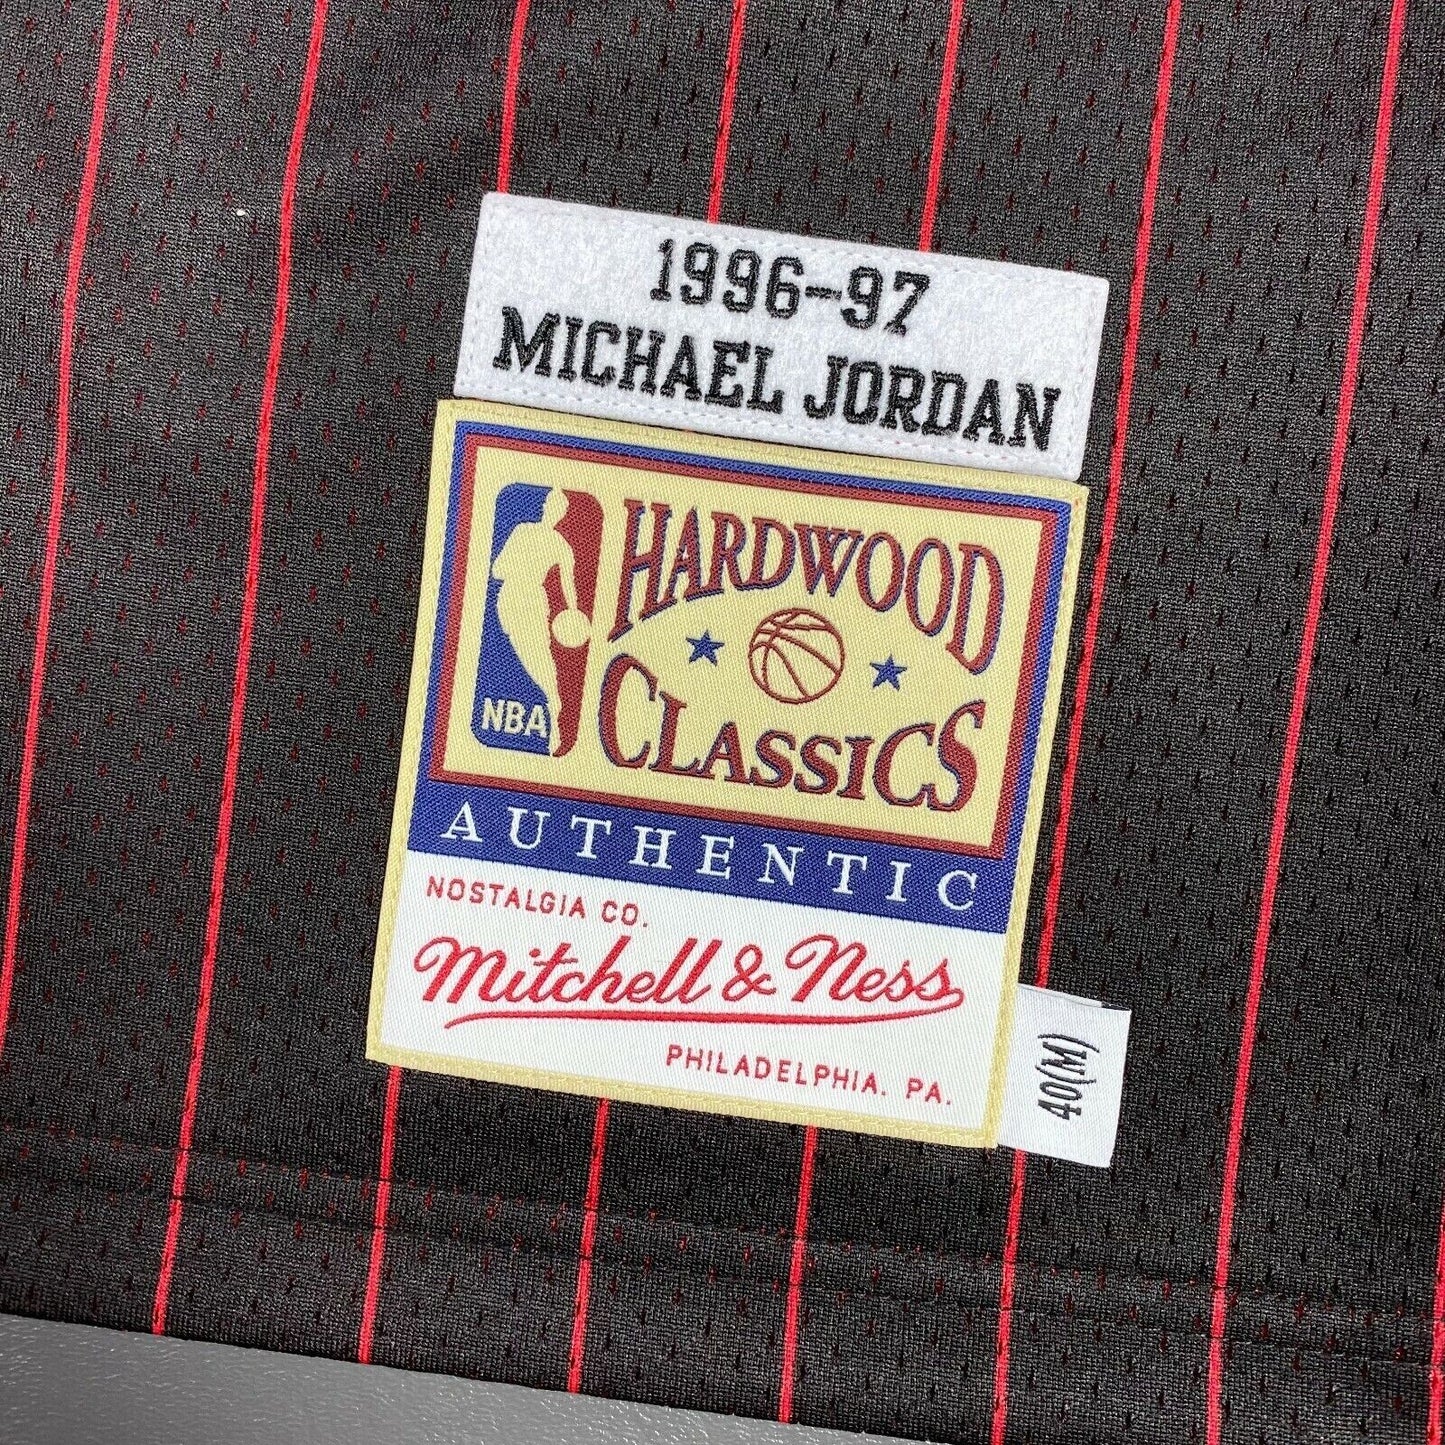 1996-97
MICHAEL JORDAN
HARDWOOD
CLASSICS
NBA
AUTHENTIC
NOSTALGIA CO.
Mitchell & Ness
PHILADELPHIA. PA.
40(M)